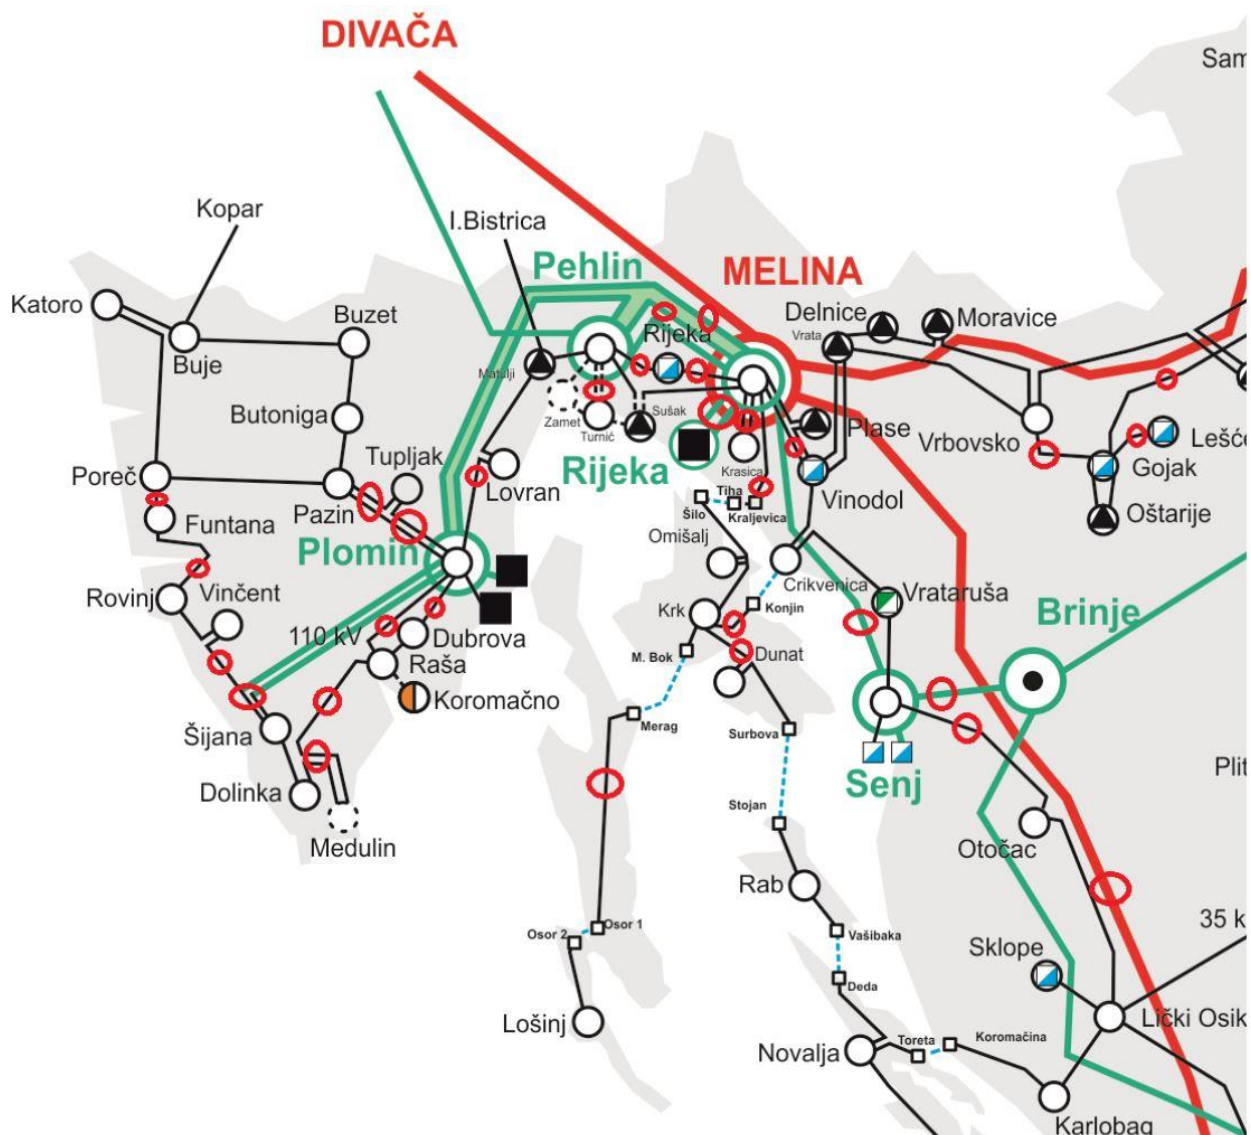 DIVAČA
Sam
Kopar
I.Bistrica
Pehlin
MELINA
Katoro
Buzet
Delnice
Moravice
Vrata
Rijeka
Buje
Matulji
Butoniga
Zamet
Turnić
Sušak
Plase
Vrbovsko
Lešće
Tupljak
Poreč
Lovran
Rijeka
Krasica
Gojak
Pazin
Vinodol
Funtana
Tiha
Šilo
Kraljevica
Oštarije
Plomin
Omišalj
Crikvenica
Rovinj
Vinčent
Vrataruša
Krk
Konjin
Brinje
110 kV
Dubrova
M. Bok
Dunat
Raša
Koromačno
Merag
Surbova
Šijana
Senj
Plit
Dolinka
Stojan
Medulin
Otočac
Rab
35 k
Osor 2
Osor 1
Vašibaka
Sklope
Deda
Lošinj
Lički Osik
Novalja
Toreta
Koromačina
Karlobag